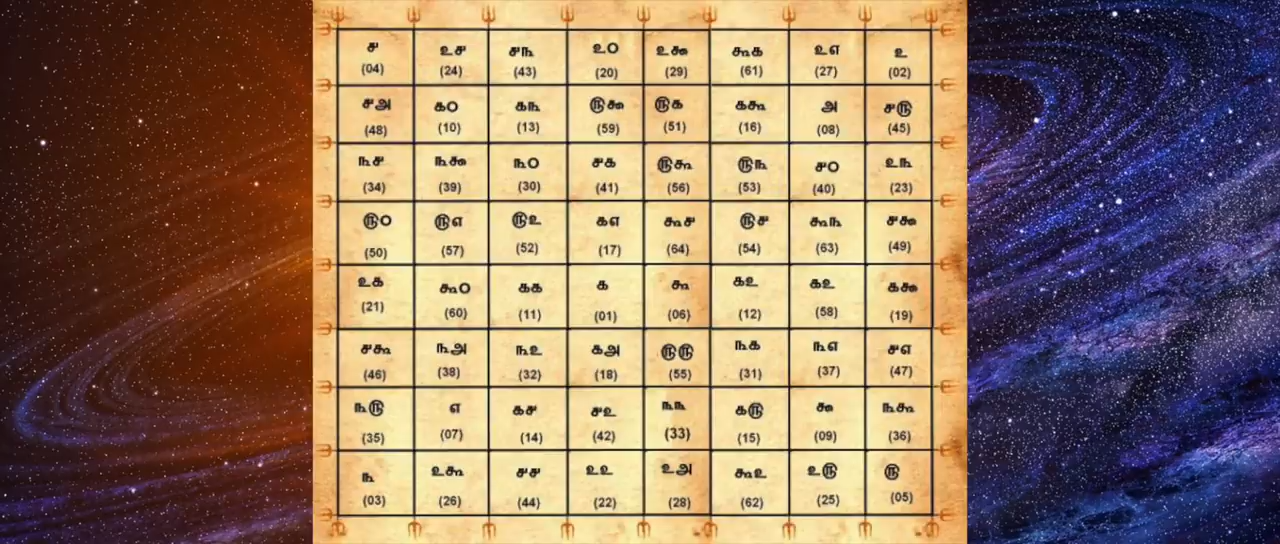 ௪ ௨௪ ௪௩ ௨௦ ௨௯ ௬௧ ௨௭ ௨
(04) (24) (43) (20) (29) (61) (27) (02)
௪௮ ௧௦ ௧௩ ௫௯ ௫௧ ௧௬ ௮ ௪௫
(48) (10) (13) (59) (51) (16) (08) (45)
௩௪ ௩௯ ௩௦ ௪௧ ௫௬ ௫௩ ௪௦ ௨௩
(34) (39) (30) (41) (56) (53) (40) (23)
௫௦ ௫௭ ௫௨ ௧௭ ௬௪ ௫௪ ௬௩ ௪௯
(50) (57) (52) (17) (64) (54) (63) (49)
௨௧ ௬௦ ௧௧ ௧ ௬ ௧௨ ௧௨ ௧௯
(21) (60) (11) (01) (06) (12) (58) (19)
௪௬ ௩௮ ௩௨ ௧௮ ௫௫ ௩௧ ௩௭ ௪௭
(46) (38) (32) (18) (55) (31) (37) (47)
௩௫ ௭ ௧௪ ௪௨ ௩௩ ௧௫ ௯ ௩௬
(35) (07) (14) (42) (33) (15) (09) (36)
௩ ௨௬ ௪௪ ௨௨ ௨௮ ௬௨ ௨௫ ௫
(03) (26) (44) (22) (28) (62) (25) (05)